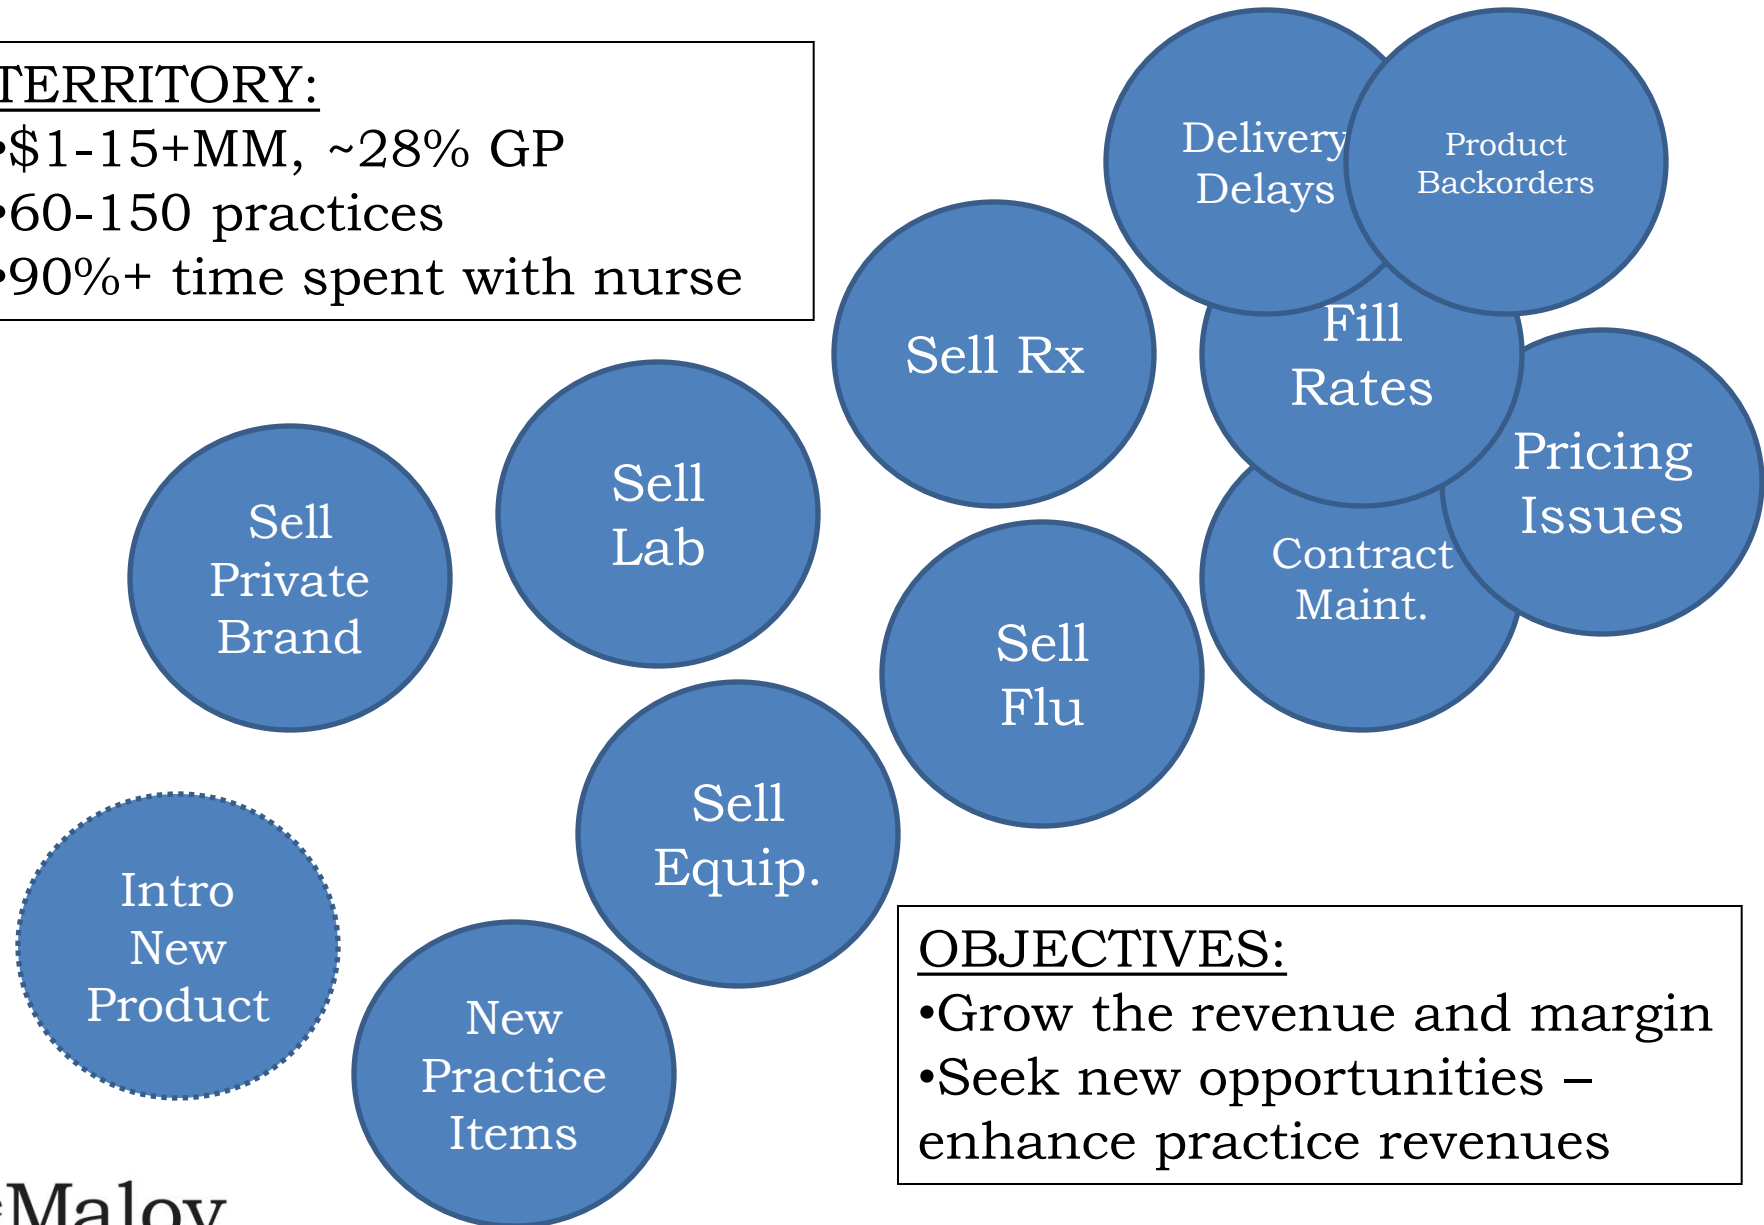 TERRITORY:
•$1-15+MM, ~28% GP
•60-150 practices
•90%+ time spent with nurse
Delivery
Delays
Product
Backorders
Fill
Rates
Sell Rx
Pricing
Issues
Contract
Maint.
Sell
Lab
Sell
Private
Brand
Sell
Flu
Sell
Equip.
Intro
New
Product
New
Practice
Items
OBJECTIVES:
•Grow the revenue and margin
•Seek new opportunities –
enhance practice revenues